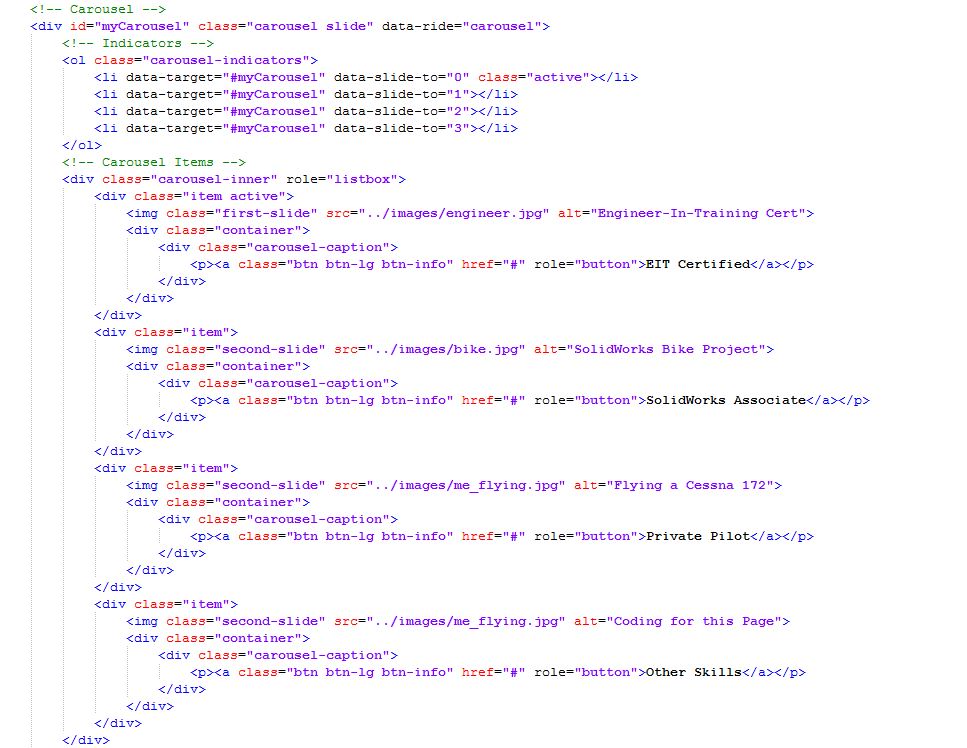 <!-- Carousel -->
<div id="myCarousel" class="carousel slide" data-ride="carousel">
<!-- Indicators -->
<ol class="carousel-indicators">
<li data-target="#myCarousel" data-slide-to="0" class="active"></li>
<li data-target="#myCarousel" data-slide-to="1"></li>
<li data-target="#myCarousel" data-slide-to="2"></li>
<li data-target="#myCarousel" data-slide-to="3"></li>
</ol>
<!-- Carousel Items -->
<div class="carousel-inner" role="listbox">
<div class="item active">
<img class="first-slide" src="../images/engineer.jpg" alt="Engineer-In-Training Cert">
<div class="container">
<div class="carousel-caption">
<p><a class="btn btn-lg btn-info" href="#" role="button">EIT Certified</a></p>
</div>
</div>
</div>
<div class="item">
<img class="second-slide" src="../images/bike.jpg" alt="SolidWorks Bike Project">
<div class="container">
<div class="carousel-caption">
<p><a class="btn btn-lg btn-info" href="#" role="button">SolidWorks Associate</a></p>
</div>
</div>
</div>
<div class="item">
<img class="second-slide" src="../images/me_flying.jpg" alt="Flying a Cessna 172">
<div class="container">
<div class="carousel-caption">
<p><a class="btn btn-lg btn-info" href="#" role="button">Private Pilot</a></p>
</div>
</div>
</div>
<div class="item">
<img class="second-slide" src="../images/me_flying.jpg" alt="Coding for this Page">
<div class="container">
<div class="carousel-caption">
<p><a class="btn btn-lg btn-info" href="#" role="button">Other Skills</a></p>
</div>
</div>
</div>
</div>